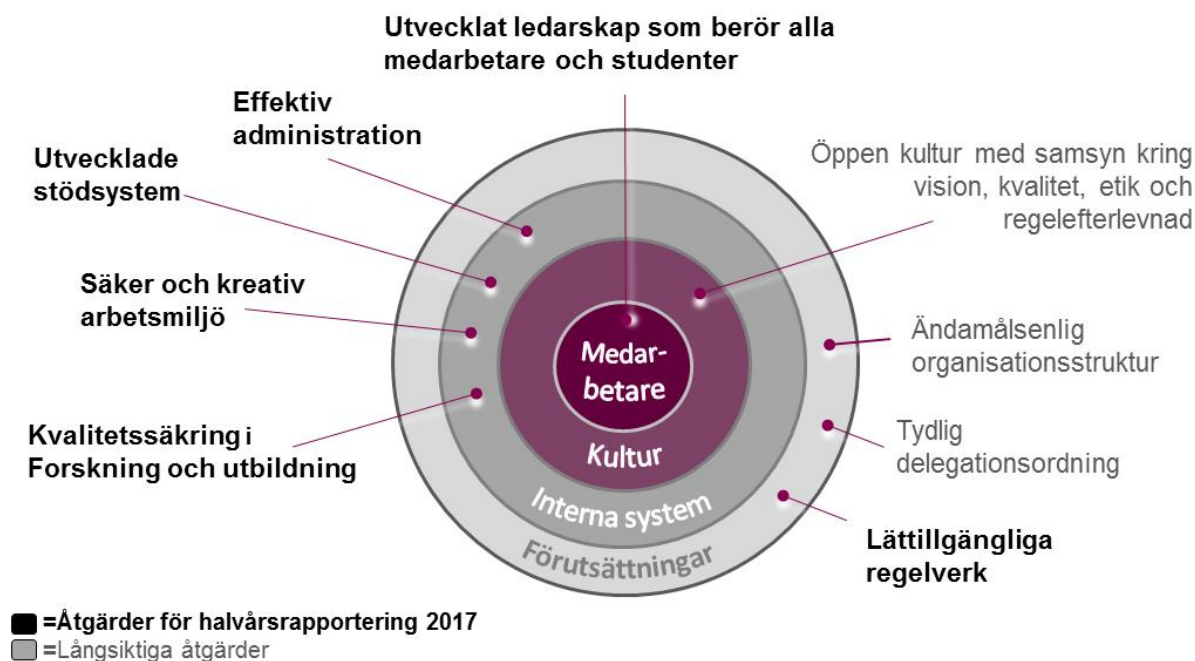 Utvecklat ledarskap som berör alla
medarbetare och studenter
Effektiv
administration
Utvecklade
stödsystem
Säker och kreativ
arbetsmiljö
Kvalitetssäkring i
Forskning och utbildning
Öppen kultur med samsyn kring
vision, kvalitet, etik och
regelefterlevnad
Ändamålsenlig
organisationsstruktur
Tydlig
delegationsordning
Lättillgängliga
regelverk
Medar-
betare
Kultur
Interna system
Förutsättningar
=Åtgärder för halvårsrapportering 2017
=Långsiktiga åtgärder